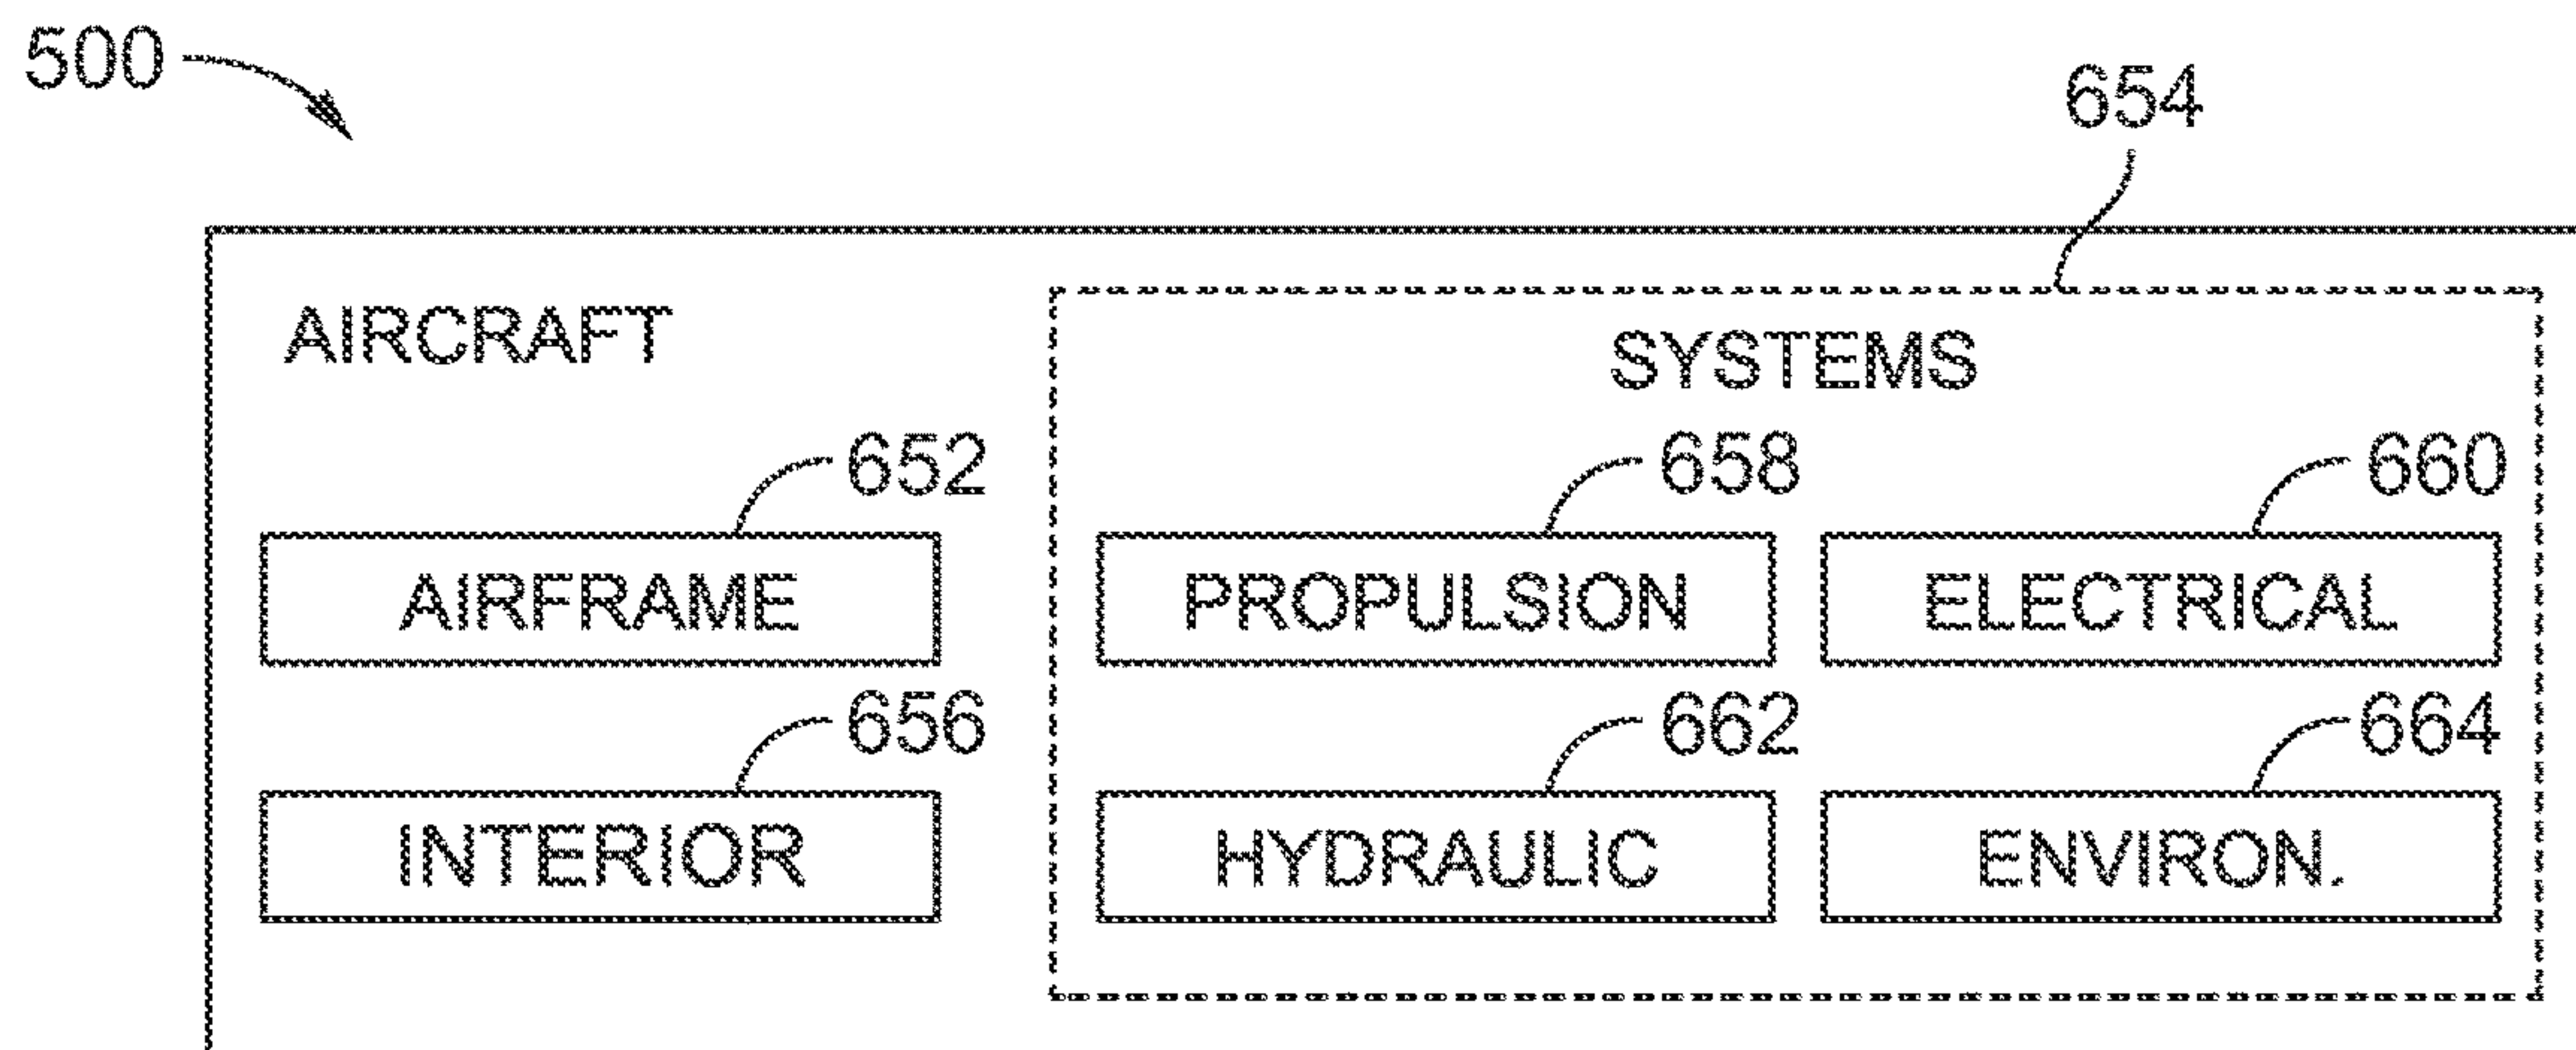 500
654
AIRCRAFT
SYSTEMS
652
658
660
AIRFRAME
PROPULSION
ELECTRICAL
656
662
664
INTERIOR
HYDRAULIC
ENVIRON.